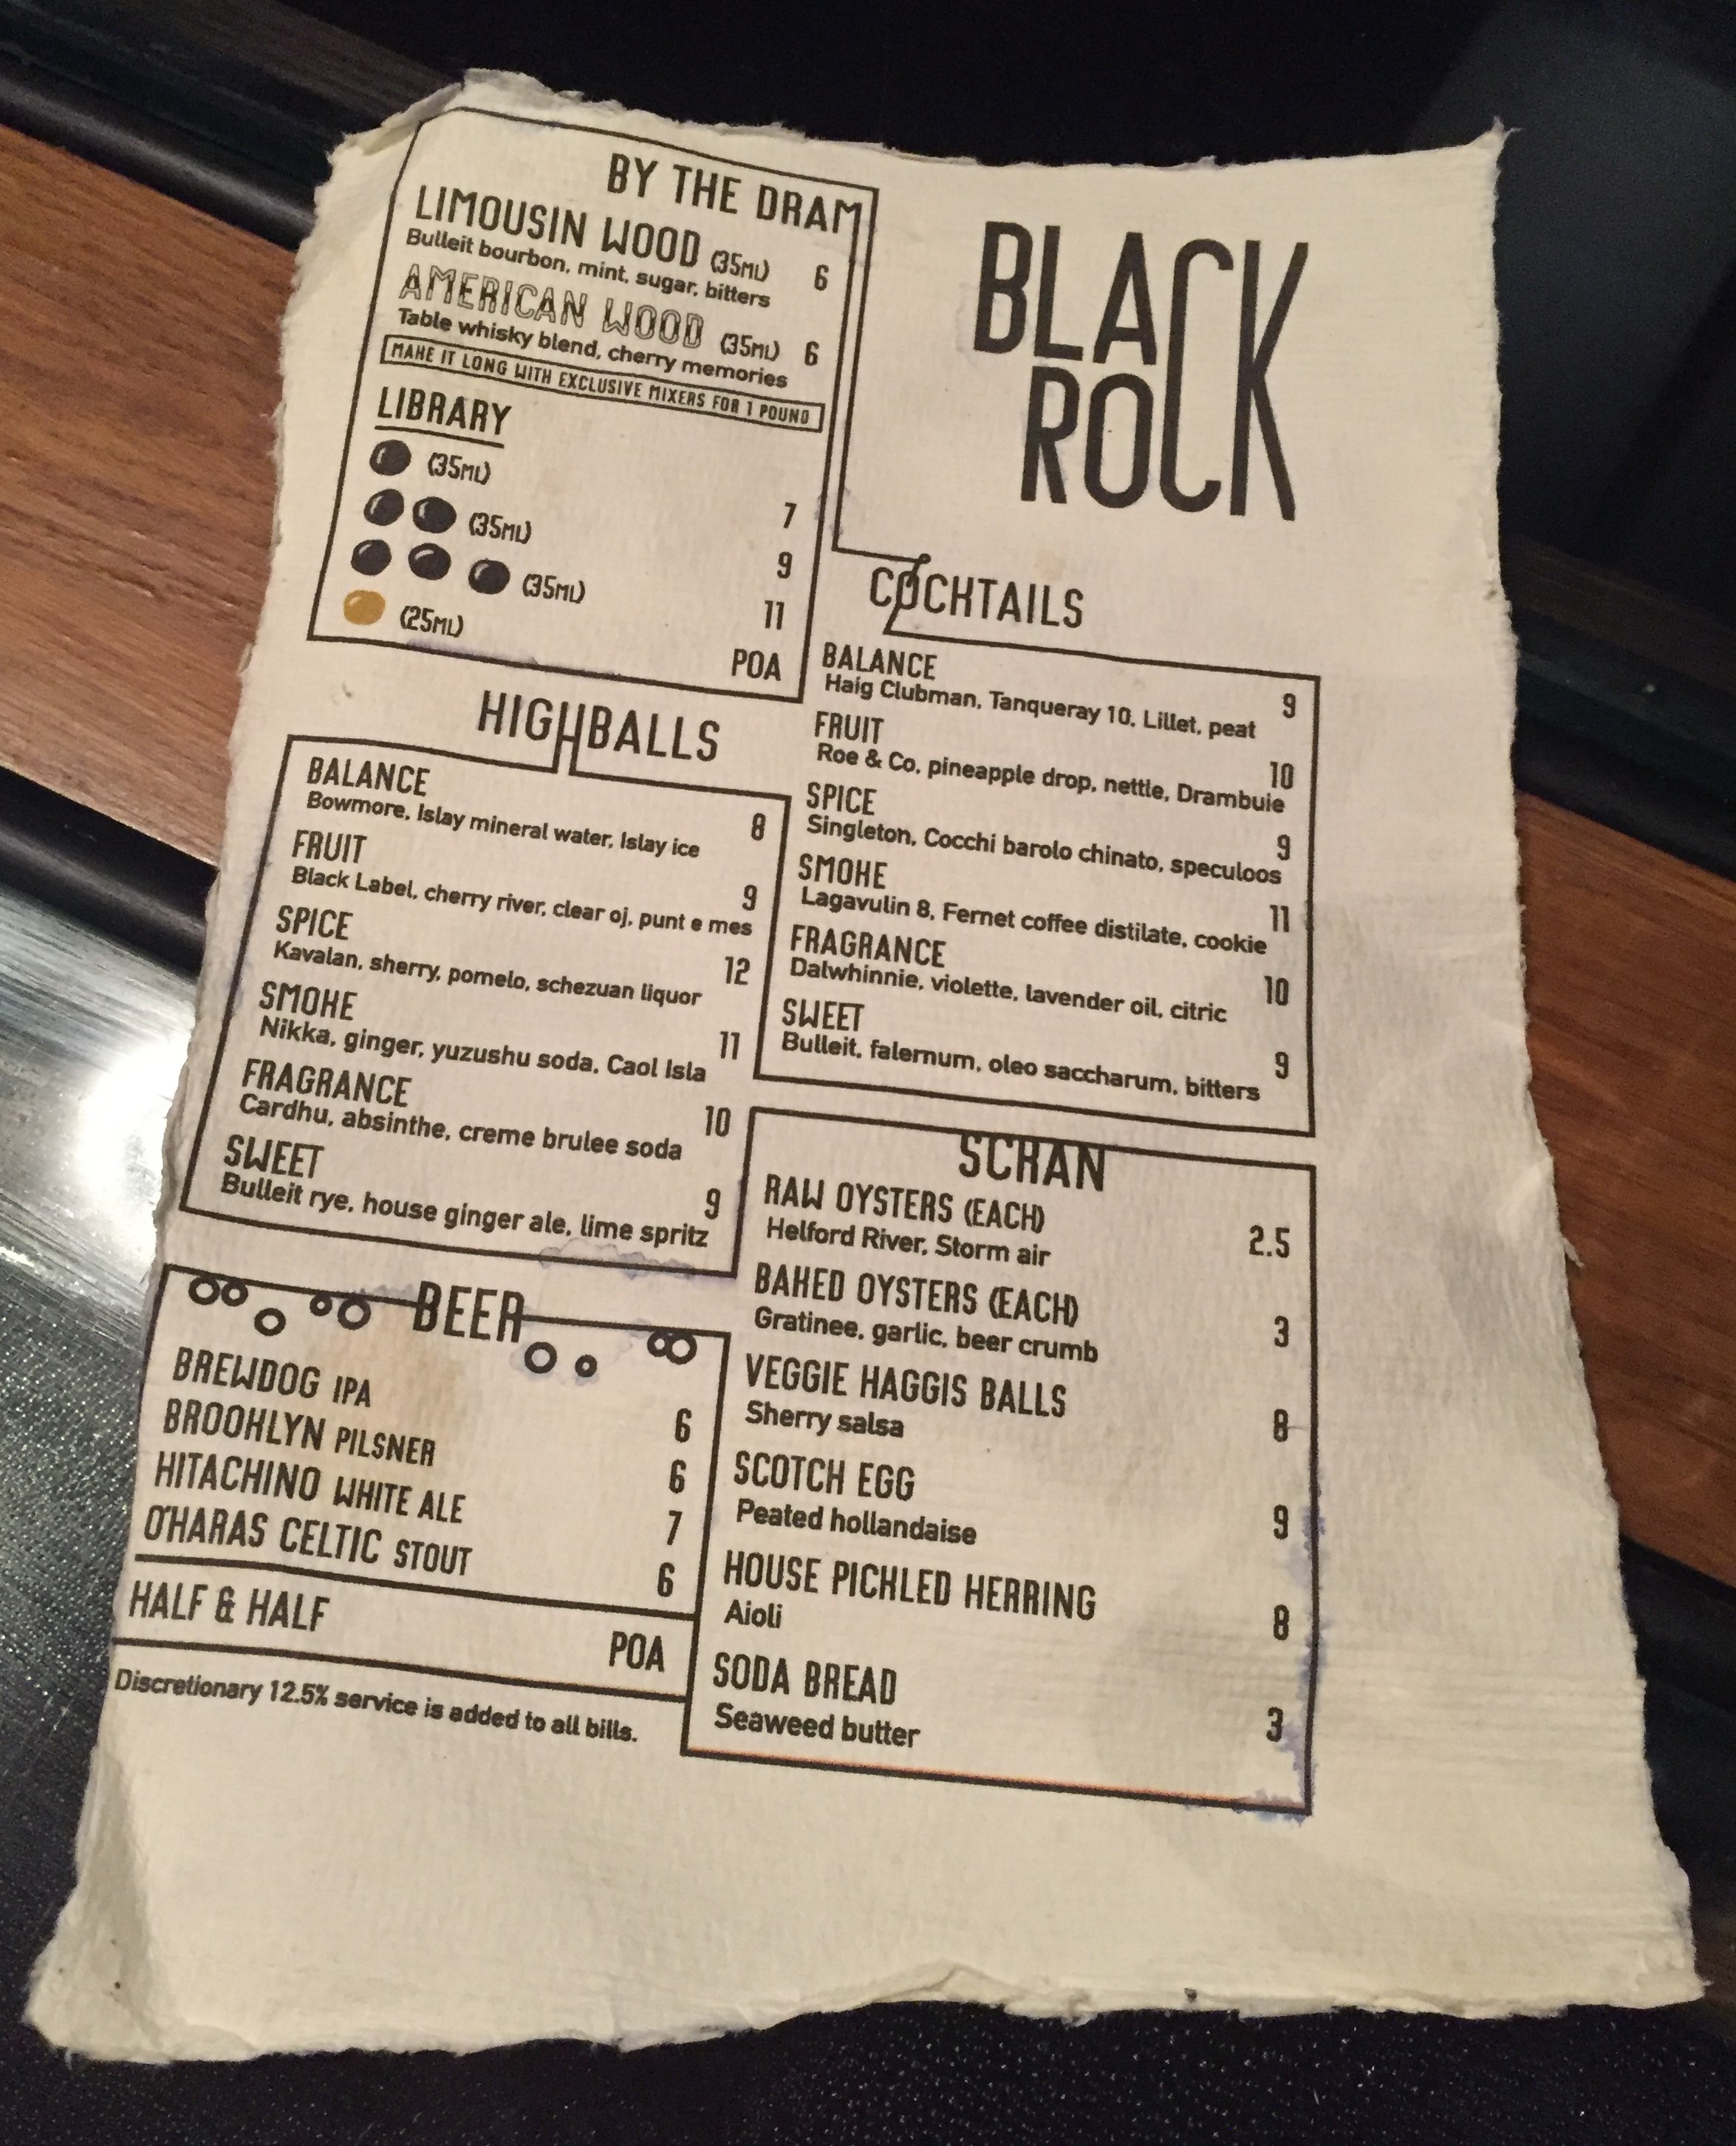 BLACK
ROCK
BY THE DRAM
LIMOUSIN WOOD (35ML) 6
Bulleit bourbon, mint, sugar, bitters
AMERICAN WOOD (35ML) 6
Table whisky blend, cherry memories
MAKE IT LONG WITH EXCLUSIVE MIXERS FOR 1 POUND
LIBRARY
(35ML) 7
(35ML) 9
(35ML) 11
(25ML) POA
HIGHBALLS
BALANCE 8
Bowmore, Islay mineral water, Islay ice
FRUIT 9
Black Label, cherry river, clear oj, punt e mes
SPICE 12
Kavalan, sherry, pomelo, schezuan liquor
SMOKE 11
Nikka, ginger, yuzushu soda, Caol Isla
FRAGRANCE 10
Cardhu, absinthe, creme brulee soda
SWEET 9
Bulleit rye, house ginger ale, lime spritz
BEER
BREWDOG IPA 6
BROOKLYN PILSNER 6
HITACHINO WHITE ALE 7
O'HARAS CELTIC STOUT 6
HALF & HALF POA
Discretionary 12.5% service is added to all bills.
COCKTAILS
BALANCE 9
Haig Clubman, Tanqueray 10, Lillet, peat
FRUIT 10
Roe & Co, pineapple drop, nettle, Drambuie
SPICE 9
Singleton, Cocchi barolo chinato, speculoos
SMOKE 11
Lagavulin 8, Fernet coffee distilate, cookie
FRAGRANCE 10
Dalwhinnie, violette, lavender oil, citric
SWEET 9
Bulleit, falernum, oleo saccharum, bitters
SCRAN
RAW OYSTERS (EACH) 2.5
Helford River, Storm air
BAKED OYSTERS (EACH) 3
Gratinee, garlic, beer crumb
VEGGIE HAGGIS BALLS 8
Sherry salsa
SCOTCH EGG 9
Peated hollandaise
HOUSE PICKLED HERRING 8
Aioli
SODA BREAD 3
Seaweed butter